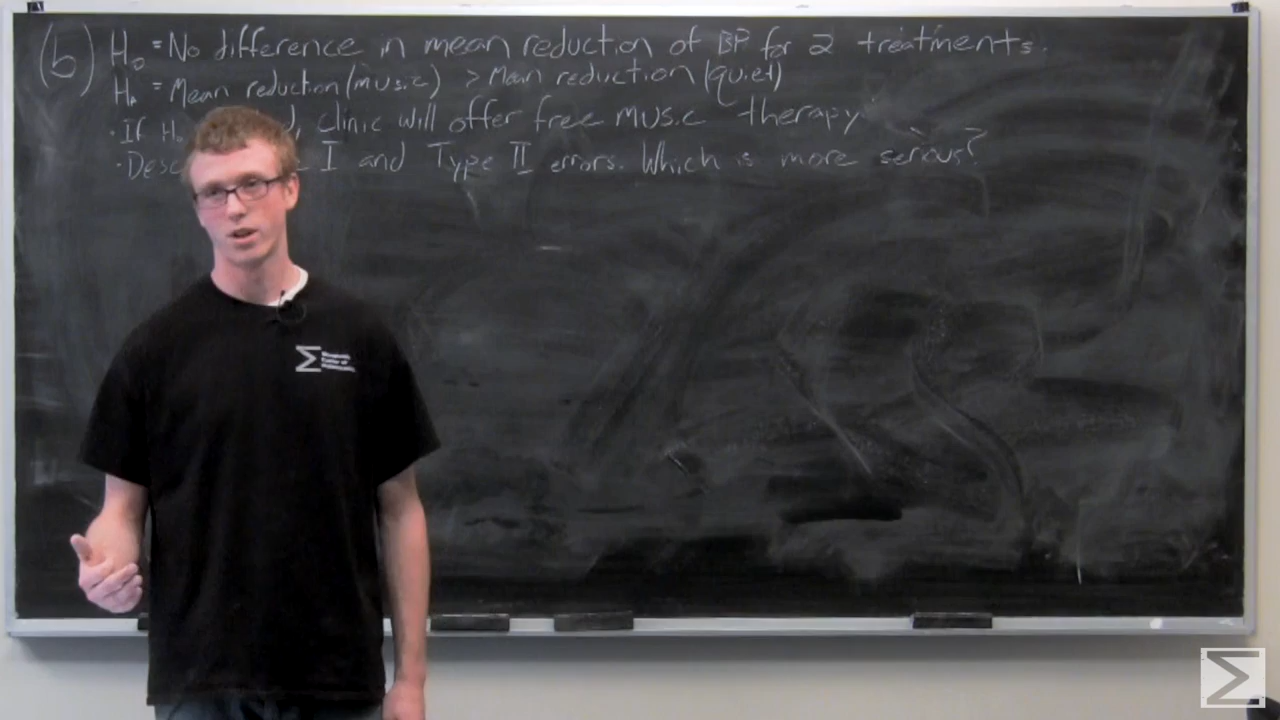 (b) H₀ = No difference in mean reduction of BP for 2 treatments.
Hₐ = Mean reduction (music) > Mean reduction (quiet)
· If H₀ d, clinic will offer free music therapy
· Desc I and Type II errors. Which is more serious?
Σ
Σ